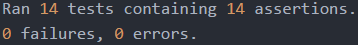 Ran 14 tests containing 14 assertions.
0 failures, 0 errors.